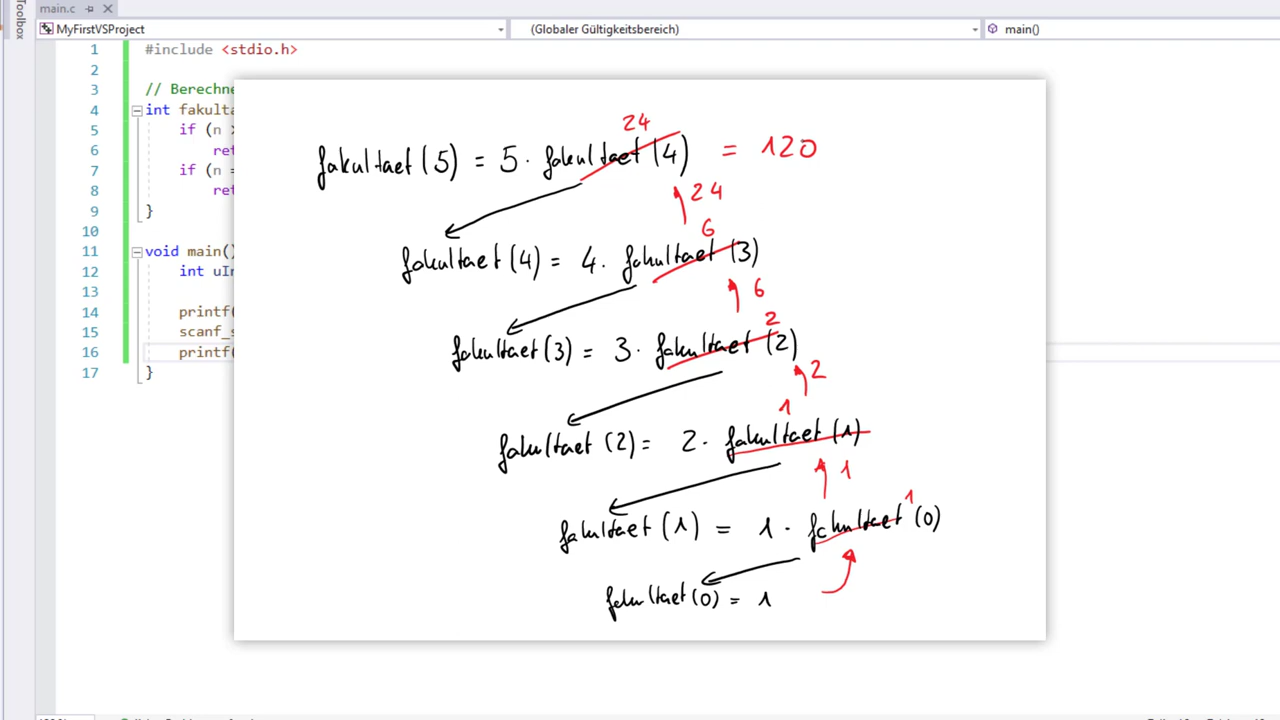 main.c
Toolbox
MyFirstVSProject (Globaler Gültigkeitsbereich) main()
1 #include <stdio.h>
2
3 // Berechne
4 int fakulta
5 if (n >
6 ret
7 if (n =
8 ret
9 }
10
11 void main()
12 int uIn
13
14 printf(
15 scanf_s
16 printf(
17 }
24
fakultaet (5) = 5 · fakultaet (4) = 120
24
6
fakultaet (4) = 4 · fakultaet (3)
6
2
fakultaet (3) = 3 · fakultaet (2)
2
1
fakultaet (2) = 2 · fakultaet (1)
1
1
fakultaet (1) = 1 · fakultaet (0)
fakultaet (0) = 1